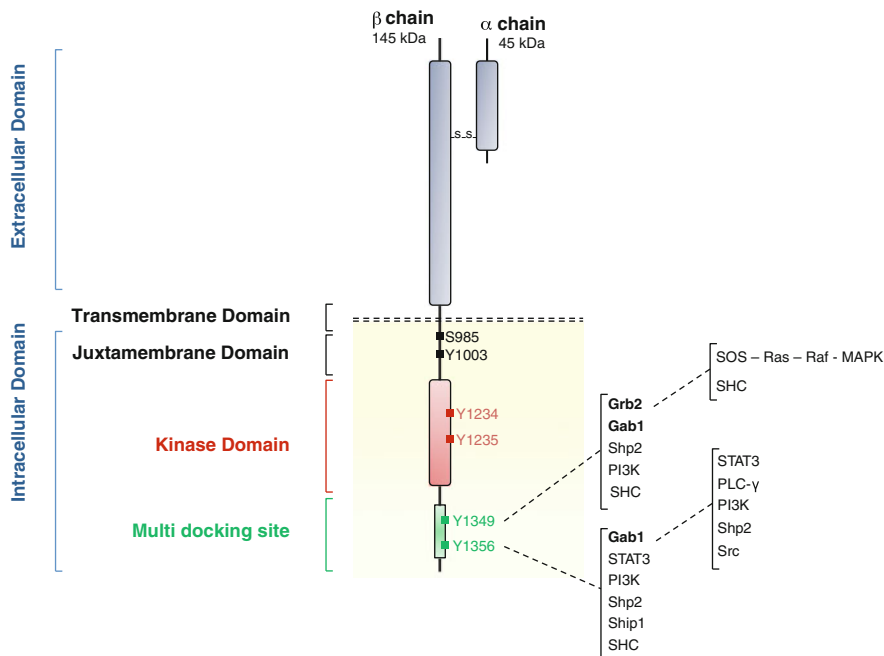 β chain
145 kDa
α chain
45 kDa
s s
Extracellular Domain
Intracellular Domain
Transmembrane Domain
Juxtamembrane Domain
Kinase Domain
Multi docking site
S985
Y1003
Y1234
Y1235
Y1349
Y1356
Grb2
Gab1
Shp2
PI3K
SHC
SOS – Ras – Raf - MAPK
SHC
Gab1
STAT3
PI3K
Shp2
Ship1
SHC
STAT3
PLC-γ
PI3K
Shp2
Src